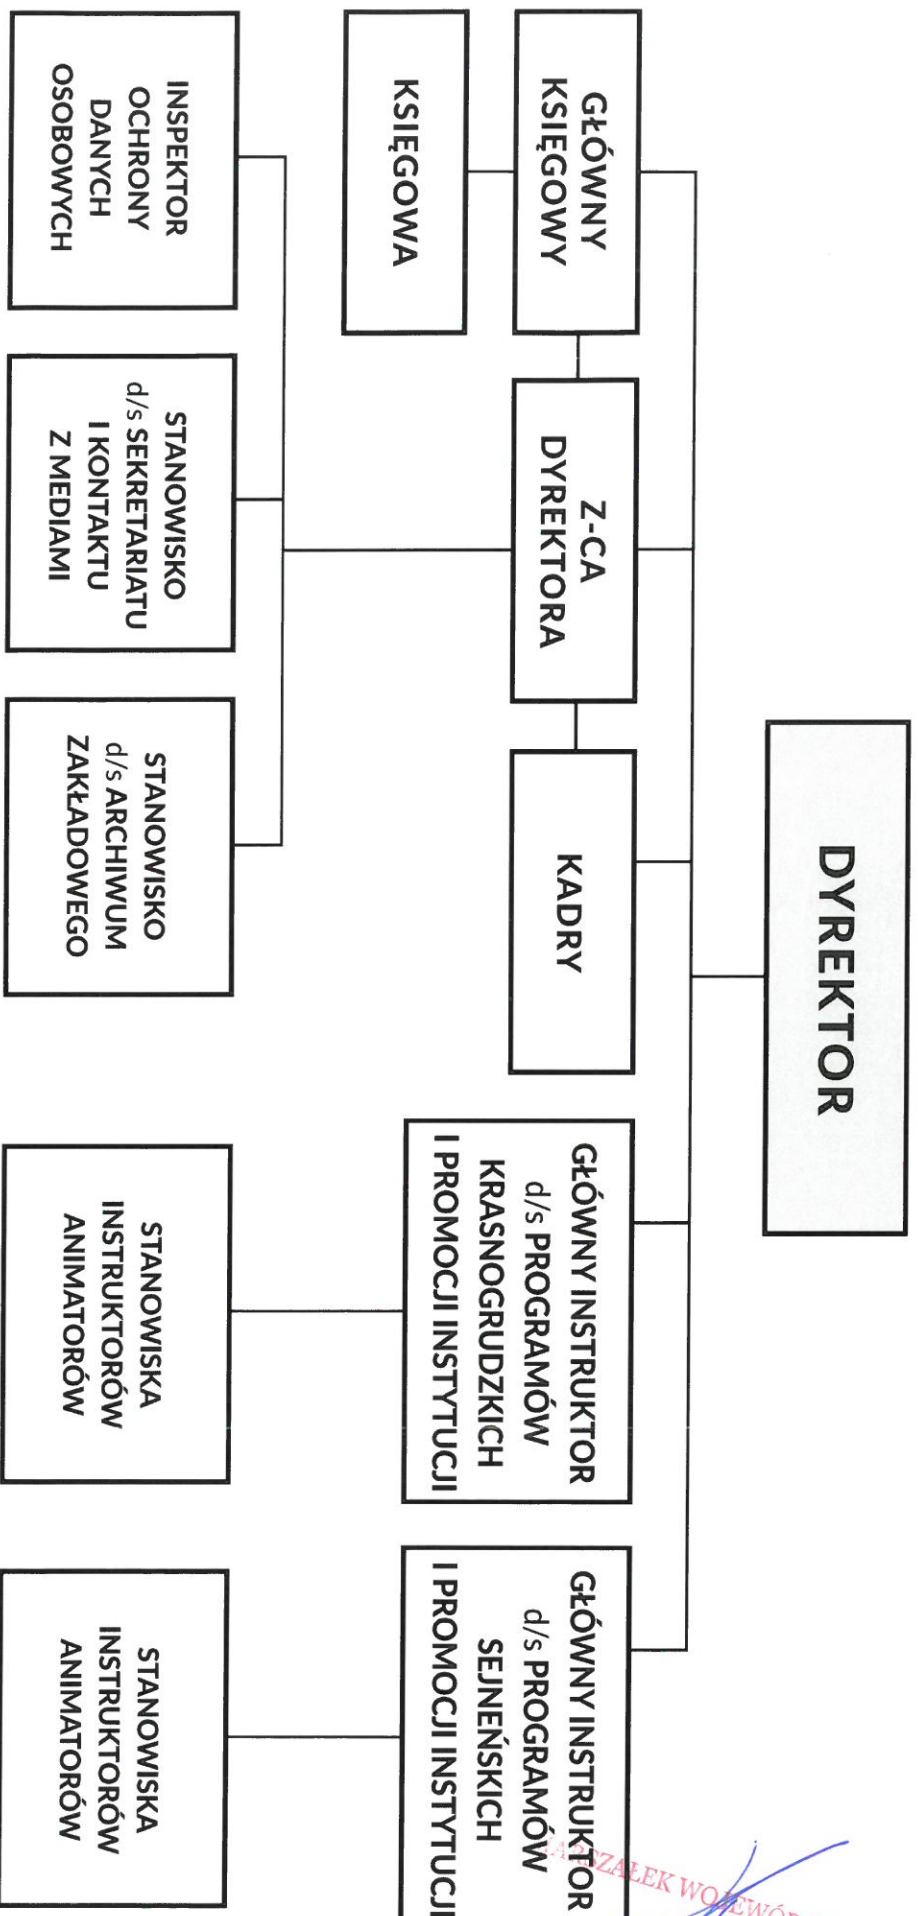 DYREKTOR
GŁÓWNY
KSIĘGOWY
Z-CA
DYREKTORA
KADRY
GŁÓWNY INSTRUKTOR
d/s PROGRAMÓW
KRASNOGRUDZKICH
I PROMOCJI INSTYTUCJI
GŁÓWNY INSTRUKTOR
d/s PROGRAMÓW
SEJNEŃSKICH
I PROMOCJI INSTYTUCJI
KSIĘGOWA
INSPEKTOR
OCHRONY
DANYCH
OSOBOWYCH
STANOWISKO
d/s SEKRETARIATU
I KONTAKTU
Z MEDIAMI
STANOWISKO
d/s ARCHIWUM
ZAKŁADOWEGO
STANOWISKA
INSTRUKTORÓW
ANIMATORÓW
STANOWISKA
INSTRUKTORÓW
ANIMATORÓW
MARSZAŁEK